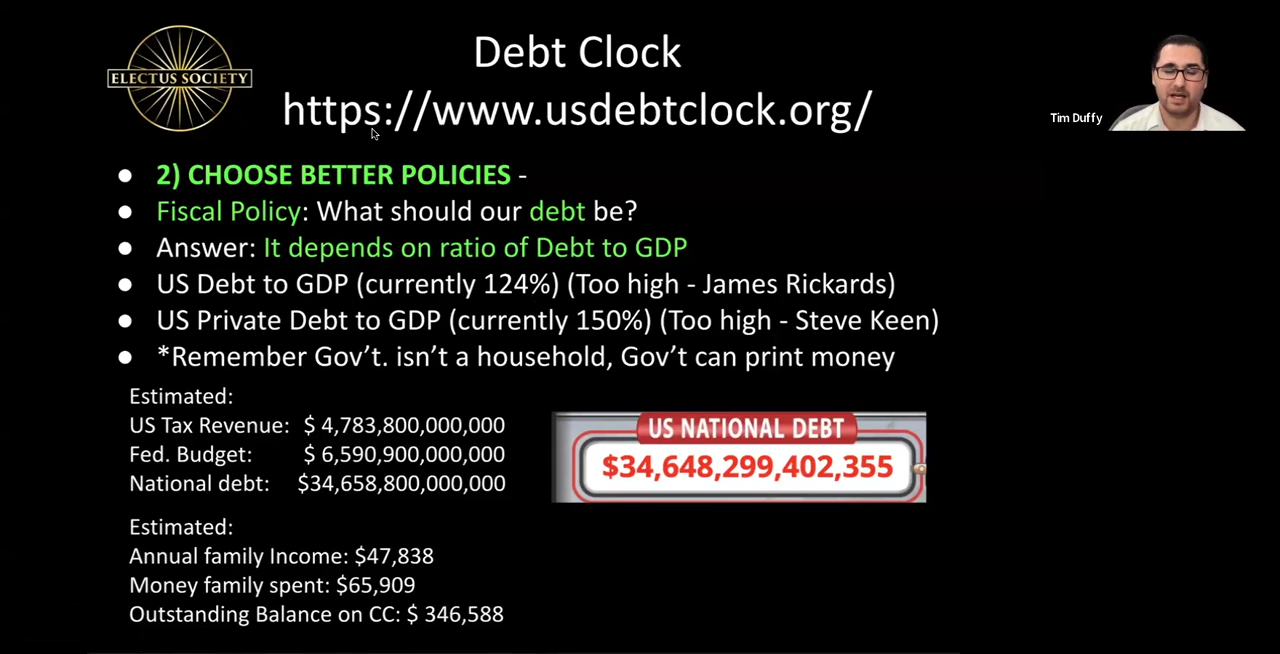 ELECTUS SOCIETY
Debt Clock
https://www.usdebtclock.org/
Tim Duffy
● 2) CHOOSE BETTER POLICIES -
● Fiscal Policy: What should our debt be?
● Answer: It depends on ratio of Debt to GDP
● US Debt to GDP (currently 124%) (Too high - James Rickards)
● US Private Debt to GDP (currently 150%) (Too high - Steve Keen)
● *Remember Gov’t. isn’t a household, Gov’t can print money
Estimated:
US Tax Revenue: $ 4,783,800,000,000
Fed. Budget: $ 6,590,900,000,000
National debt: $34,658,800,000,000
US NATIONAL DEBT
$34,648,299,402,355
Estimated:
Annual family Income: $47,838
Money family spent: $65,909
Outstanding Balance on CC: $ 346,588